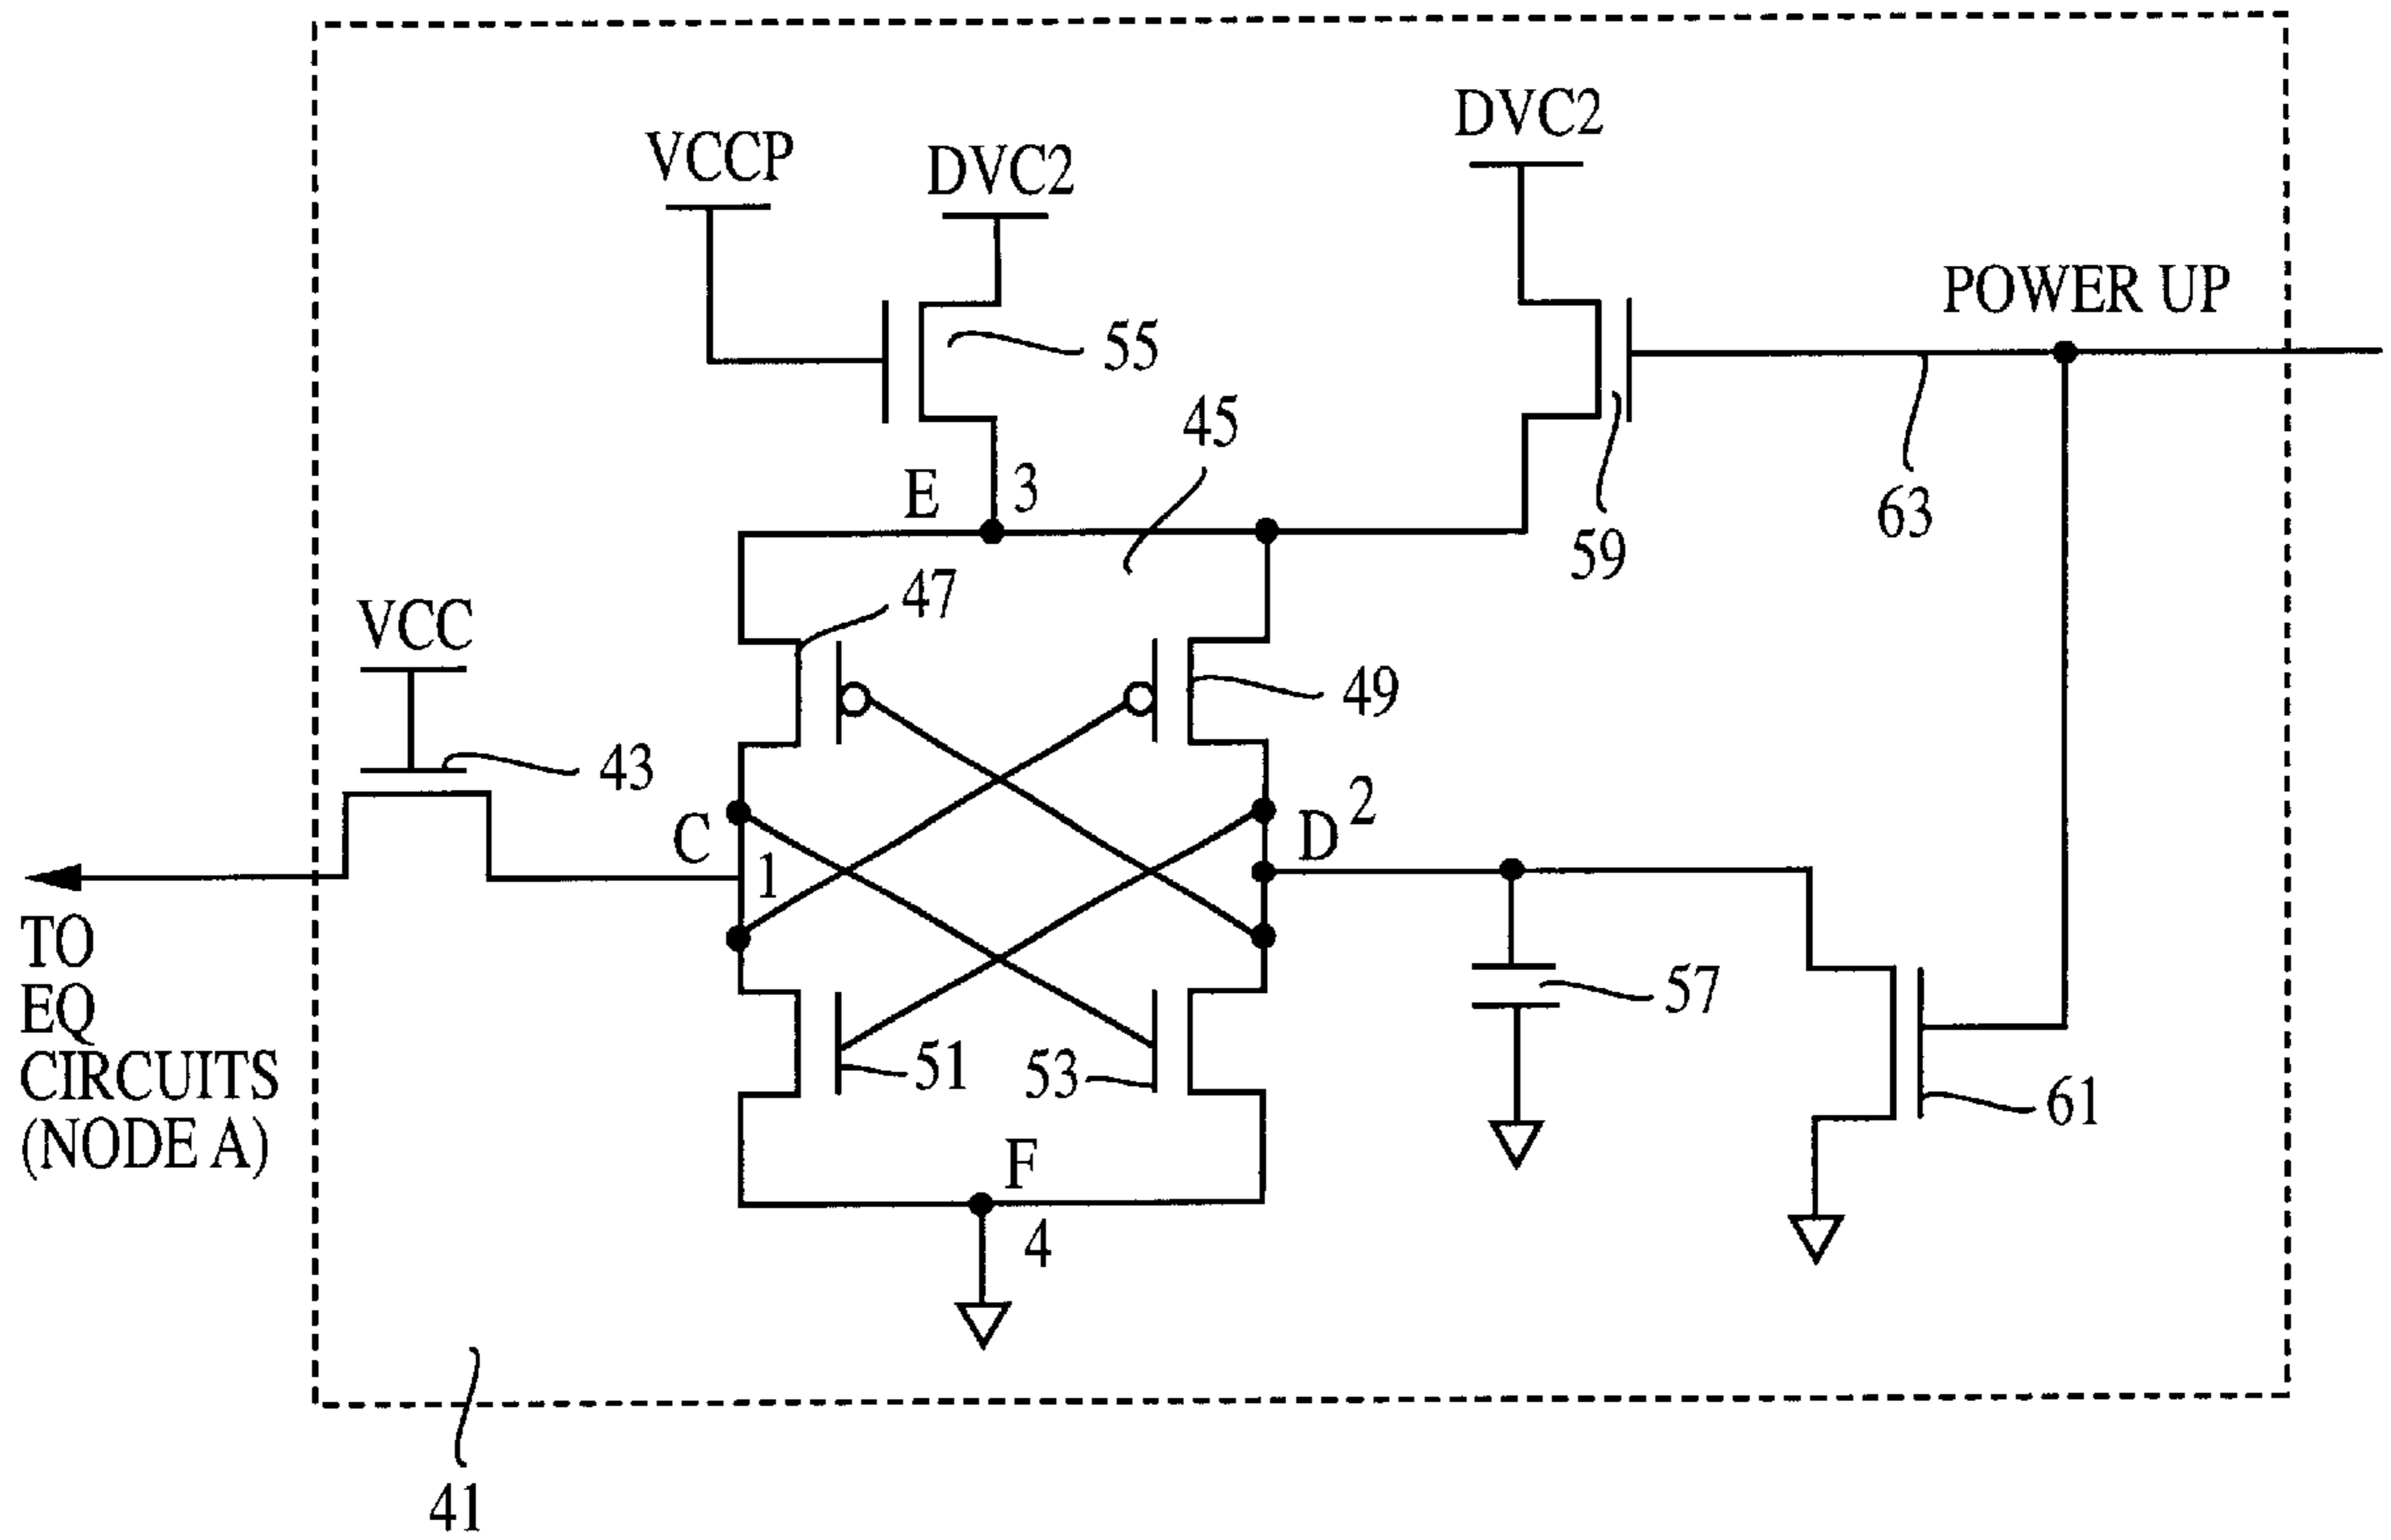 DVC2
VCCP
DVC2
POWER UP
55
45
E
3
63
59
47
VCC
49
43
2
C
D
1
TO
EQ
CIRCUITS
(NODE A)
57
51
53
61
F
4
41